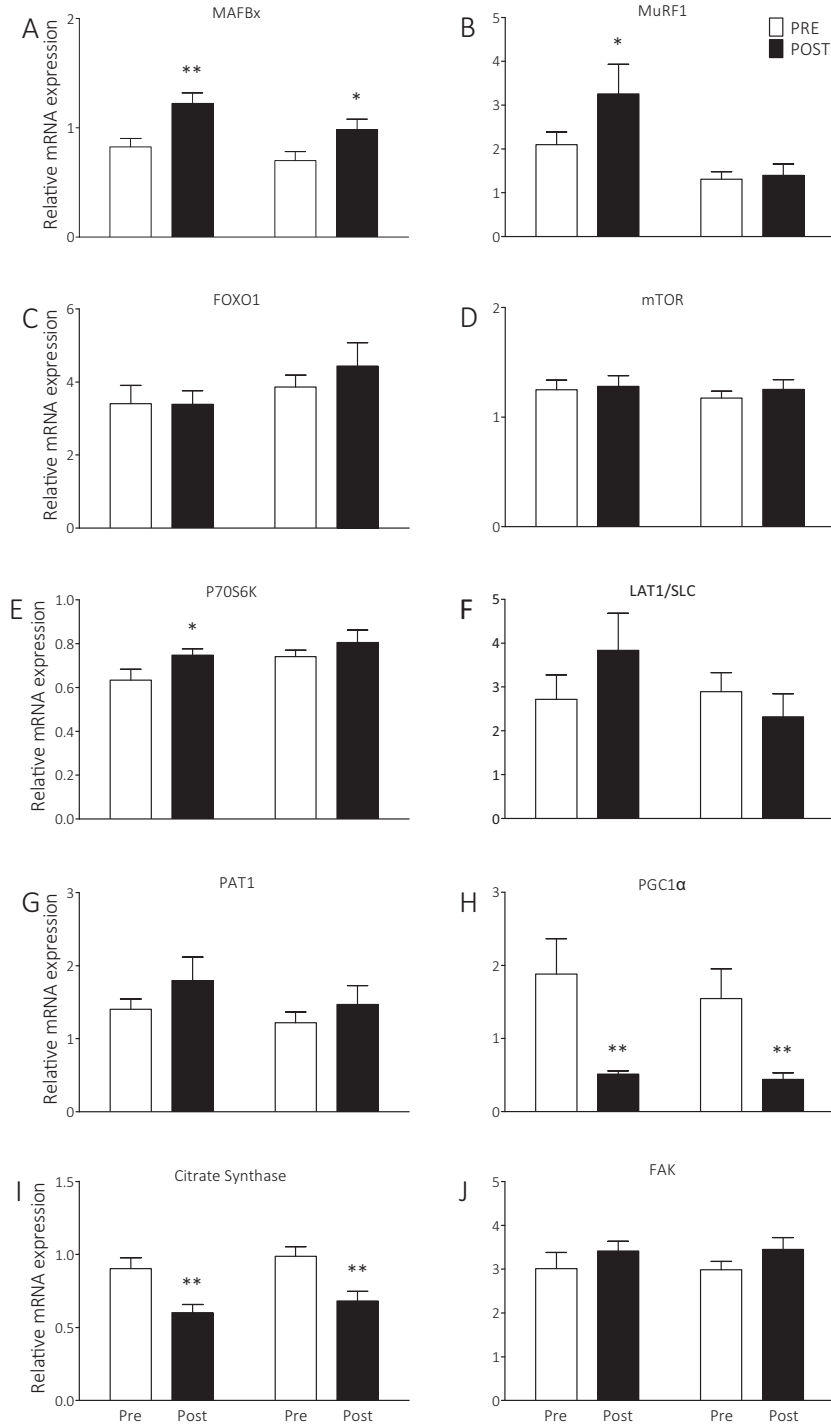 A
MAFBx
Relative mRNA expression
2
1
0
**
*
B
MuRF1
PRE
POST
5
4
3
2
1
0
*
C
FOXO1
Relative mRNA expression
6
4
2
0
D
mTOR
2
1
0
E
P70S6K
Relative mRNA expression
1.0
0.8
0.6
0.4
0.2
0.0
*
F
LAT1/SLC
5
4
3
2
1
0
G
PAT1
Relative mRNA expression
3
2
1
0
H
PGC1α
3
2
1
0
**
**
I
Citrate Synthase
Relative mRNA expression
1.5
1.0
0.5
0.0
**
**
Pre Post Pre Post
J
FAK
5
4
3
2
1
0
Pre Post Pre Post